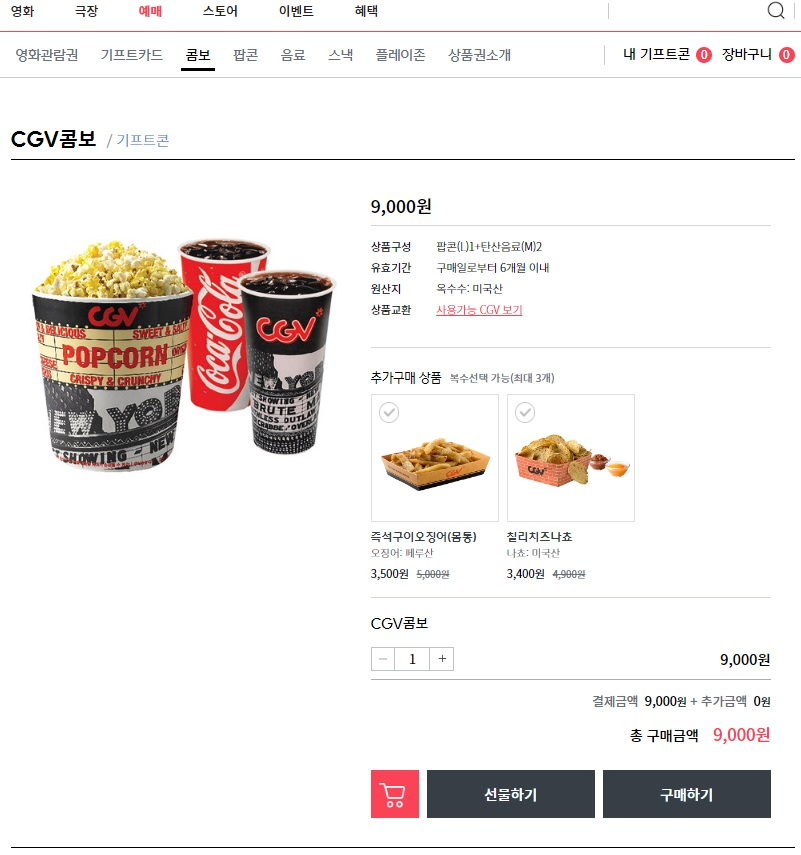 영화 극장 예매 스토어 이벤트 혜택
영화관람권 기프트카드 콤보 팝콘 음료 스낵 플레이존 상품권소개 내 기프트콘 0 장바구니 0
CGV콤보 / 기프트콘
CGV
& DELICIOUS SWEET & SALTY
POPCORN
CRISPY & CRUNCHY
NEW YOR
SHOWING - NEW
Coca-Cola
CGV
NEW YO
SHOWING -
BRUTE
9,000원
상품구성 팝콘(L)1+탄산음료(M)2
유효기간 구매일로부터 6개월 이내
원산지 옥수수: 미국산
상품교환 사용가능 CGV 보기
추가구매 상품 복수선택 가능(최대 3개)
CGV
CGV
즉석구이오징어(몸통) 칠리치즈나쵸
오징어: 페루산 나쵸: 미국산
3,500원 5,000원 3,400원 4,900원
CGV콤보
− 1 + 9,000원
결제금액 9,000원 + 추가금액 0원
총 구매금액 9,000원
선물하기 구매하기